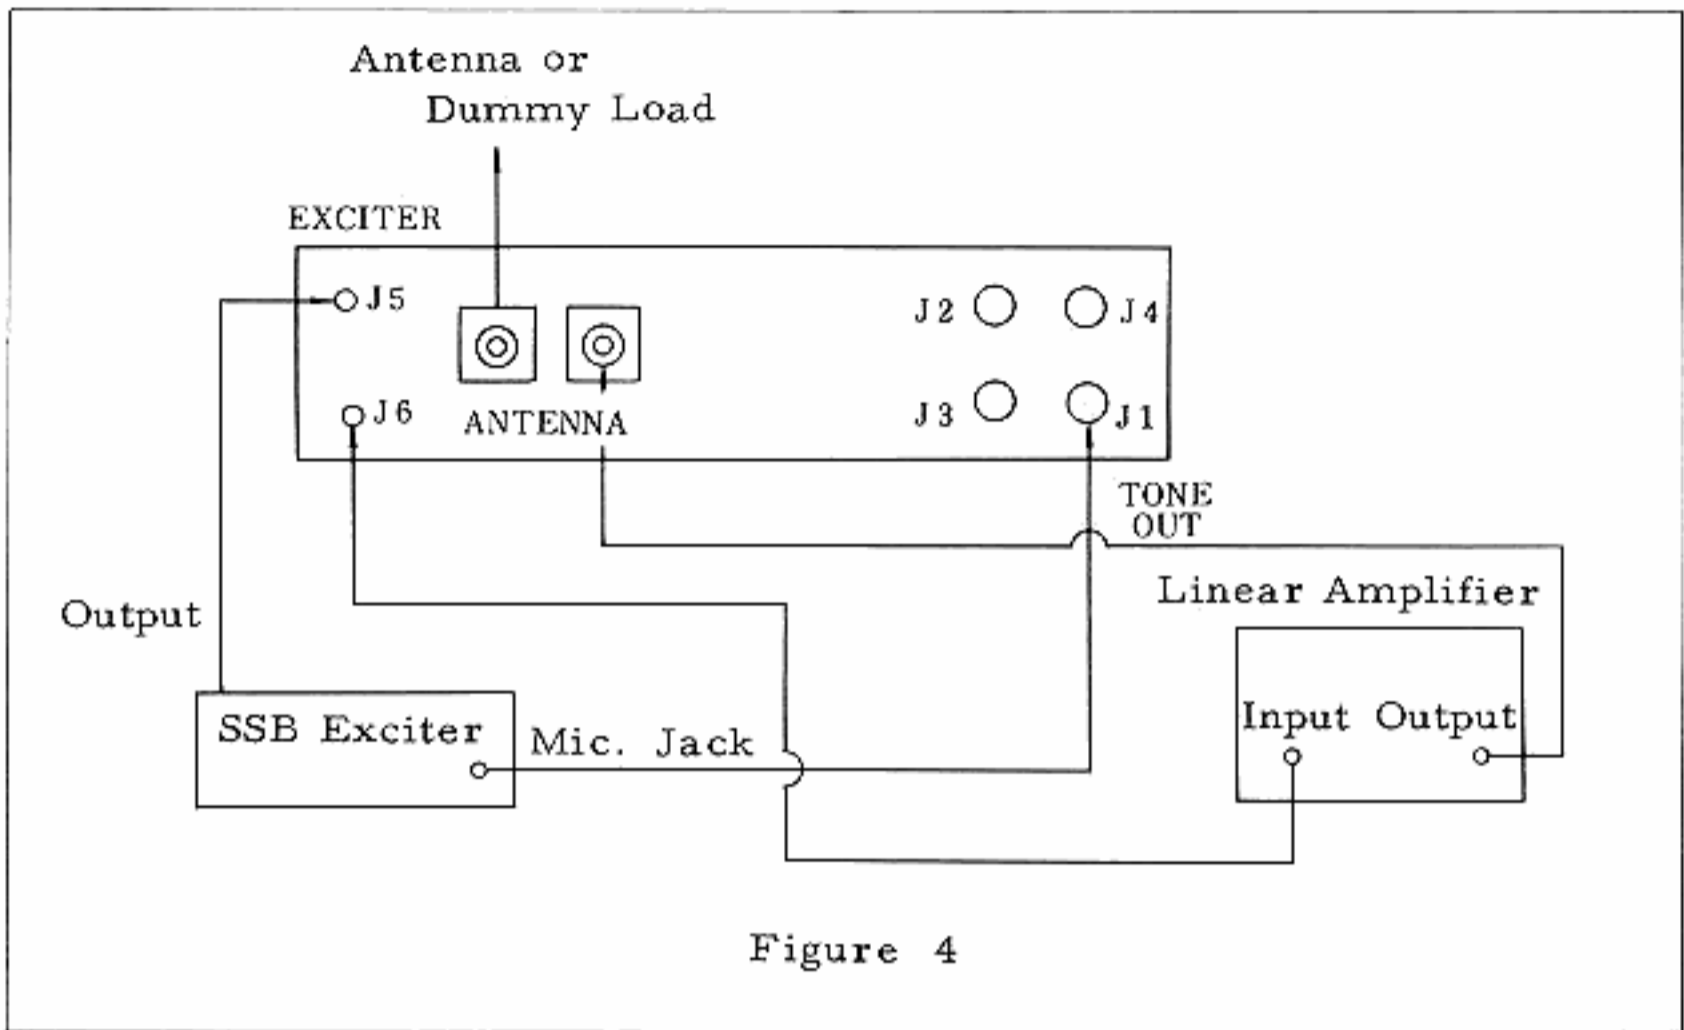 Antenna or
Dummy Load
EXCITER
J5
J2
J4
J6
ANTENNA
J3
J1
TONE
OUT
Linear Amplifier
Output
SSB Exciter
Mic. Jack
Input Output
Figure 4